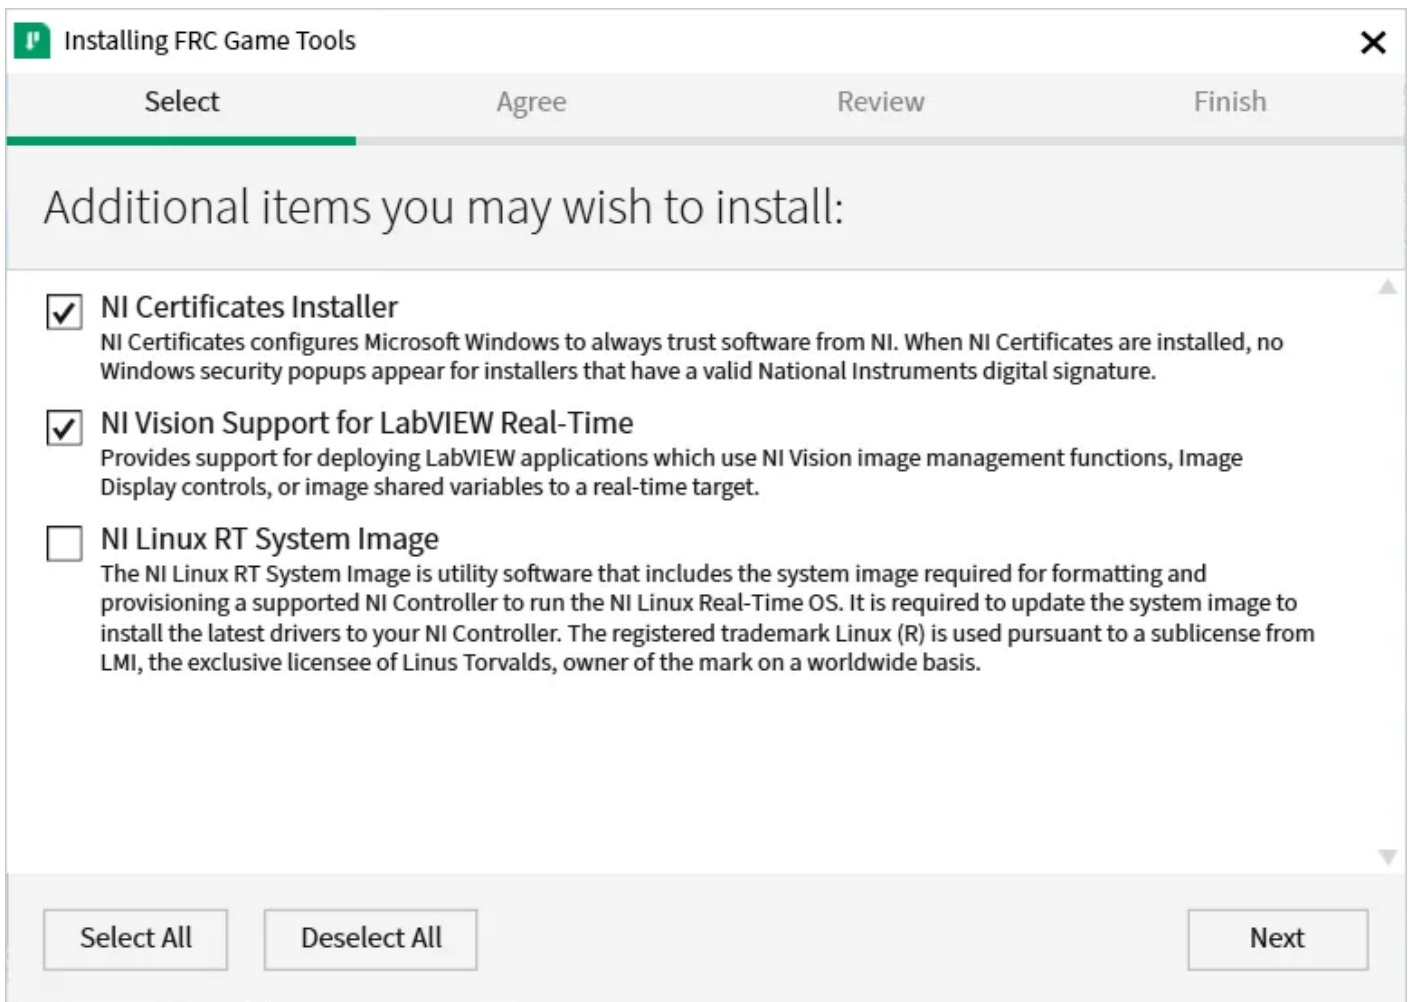 Installing FRC Game Tools
Select
Agree
Review
Finish
Additional items you may wish to install:
NI Certificates Installer
NI Certificates configures Microsoft Windows to always trust software from NI. When NI Certificates are installed, no
Windows security popups appear for installers that have a valid National Instruments digital signature.
NI Vision Support for LabVIEW Real-Time
Provides support for deploying LabVIEW applications which use NI Vision image management functions, Image
Display controls, or image shared variables to a real-time target.
NI Linux RT System Image
The NI Linux RT System Image is utility software that includes the system image required for formatting and
provisioning a supported NI Controller to run the NI Linux Real-Time OS. It is required to update the system image to
install the latest drivers to your NI Controller. The registered trademark Linux (R) is used pursuant to a sublicense from
LMI, the exclusive licensee of Linus Torvalds, owner of the mark on a worldwide basis.
Select All
Deselect All
Next